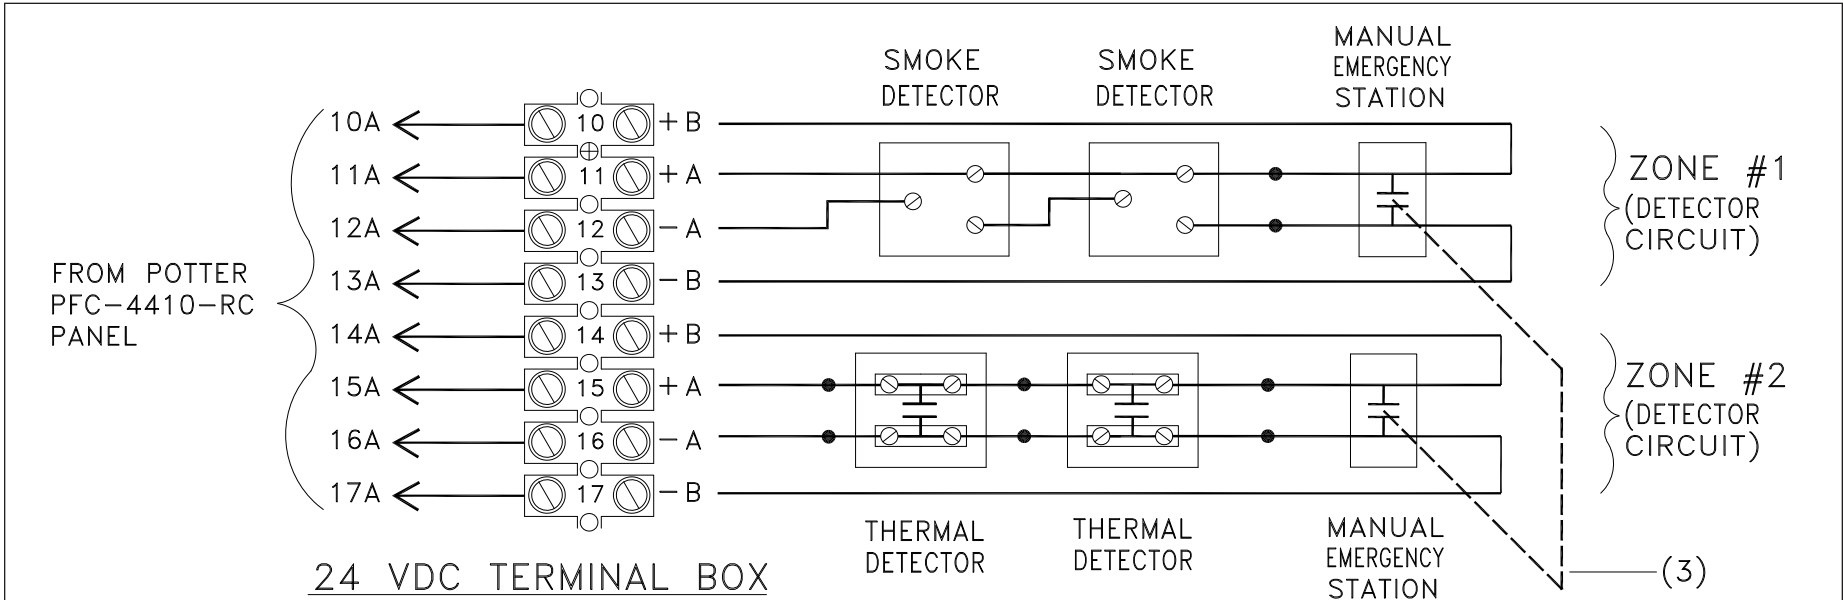 SMOKE
DETECTOR
SMOKE
DETECTOR
MANUAL
EMERGENCY
STATION
10A 10 +B
11A 11 +A
12A 12 -A
13A 13 -B
14A 14 +B
15A 15 +A
16A 16 -A
17A 17 -B
FROM POTTER
PFC-4410-RC
PANEL
ZONE #1
(DETECTOR
CIRCUIT)
ZONE #2
(DETECTOR
CIRCUIT)
THERMAL
DETECTOR
THERMAL
DETECTOR
MANUAL
EMERGENCY
STATION
(3)
24 VDC TERMINAL BOX